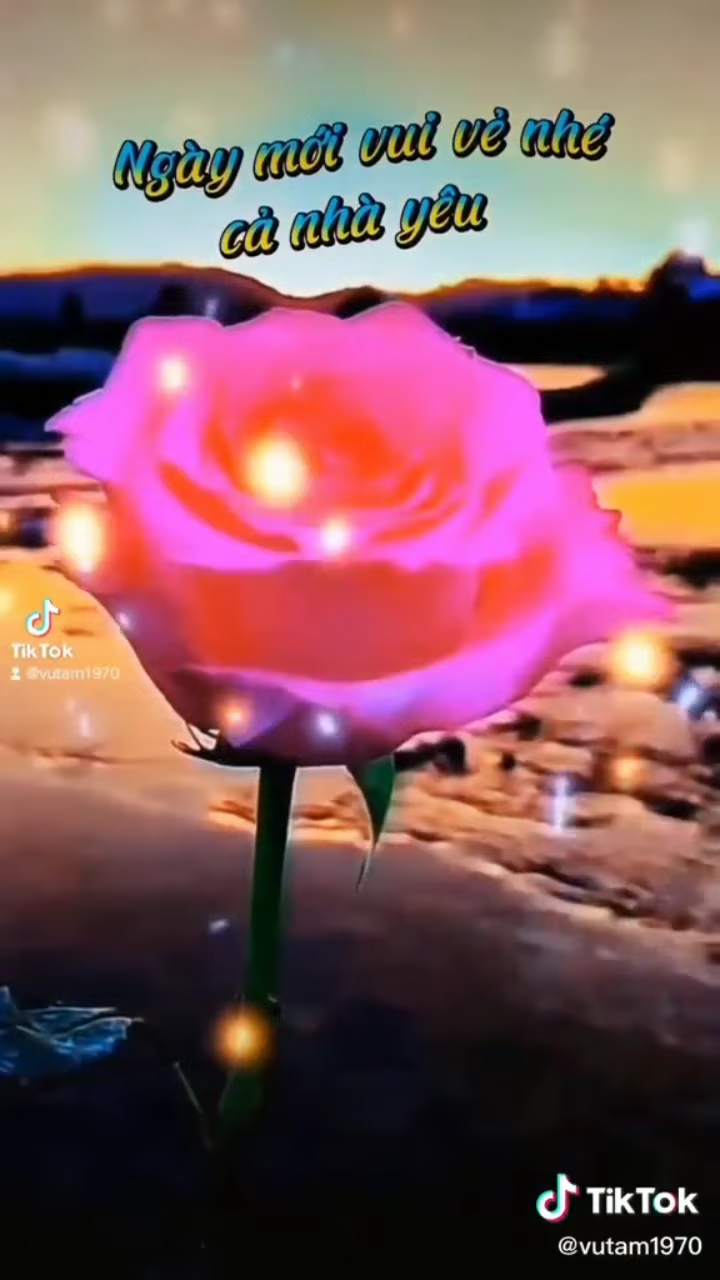 Ngày mới vui vẻ nhé
cả nhà yêu
TikTok
@vutam1970
TikTok
@vutam1970